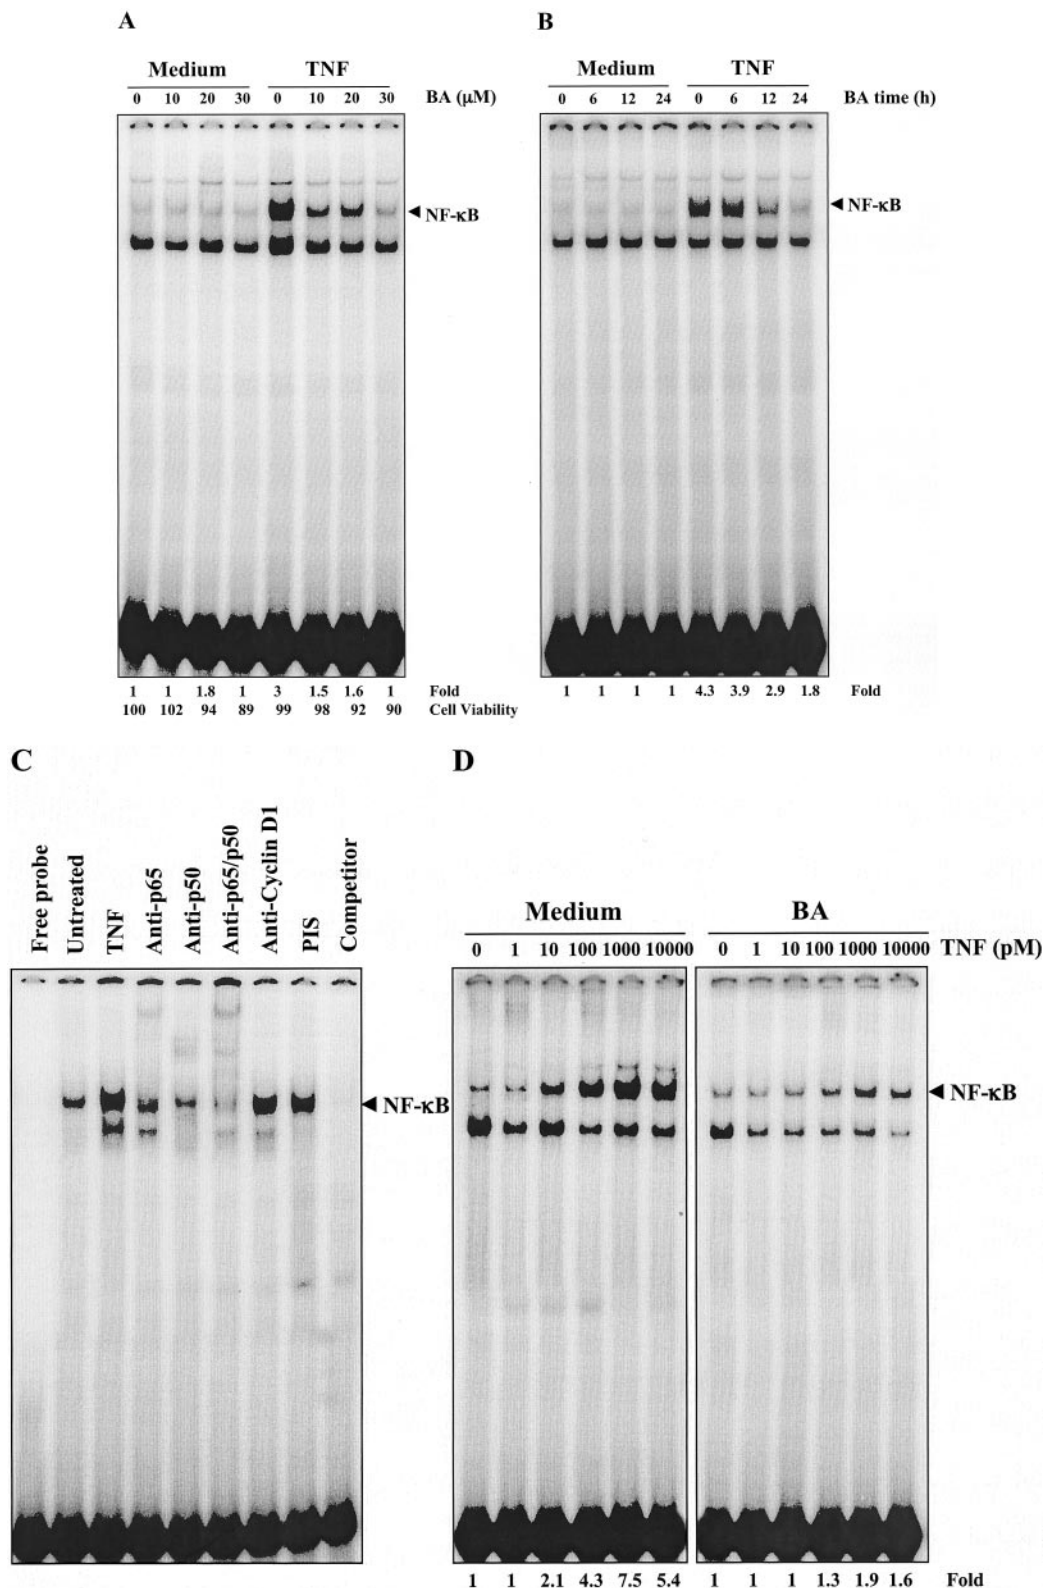 A
Medium TNF
0 10 20 30 0 10 20 30 BA (μM)
NF-κB
1 1 1.8 1 3 1.5 1.6 1 Fold
100 102 94 89 99 98 92 90 Cell Viability
B
Medium TNF
0 6 12 24 0 6 12 24 BA time (h)
NF-κB
1 1 1 1 4.3 3.9 2.9 1.8 Fold
C
Free probe
Untreated
TNF
Anti-p65
Anti-p50
Anti-p65/p50
Anti-Cyclin D1
PIS
Competitor
NF-κB
D
Medium BA
0 1 10 100 1000 10000 0 1 10 100 1000 10000 TNF (pM)
NF-κB
1 1 2.1 4.3 7.5 5.4 1 1 1 1.3 1.9 1.6 Fold